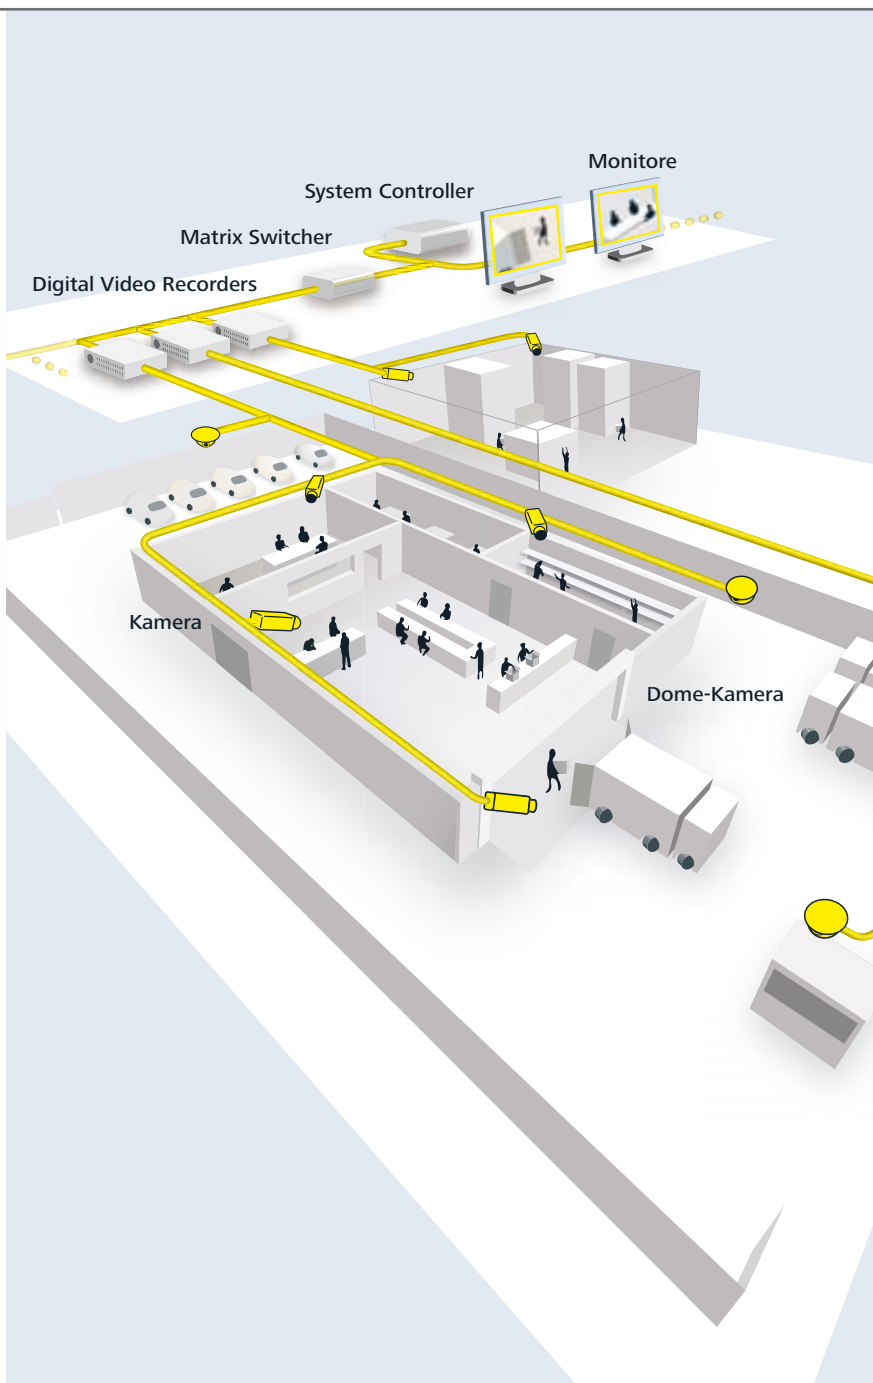 Monitore
System Controller
Matrix Switcher
Digital Video Recorders
Kamera
Dome-Kamera